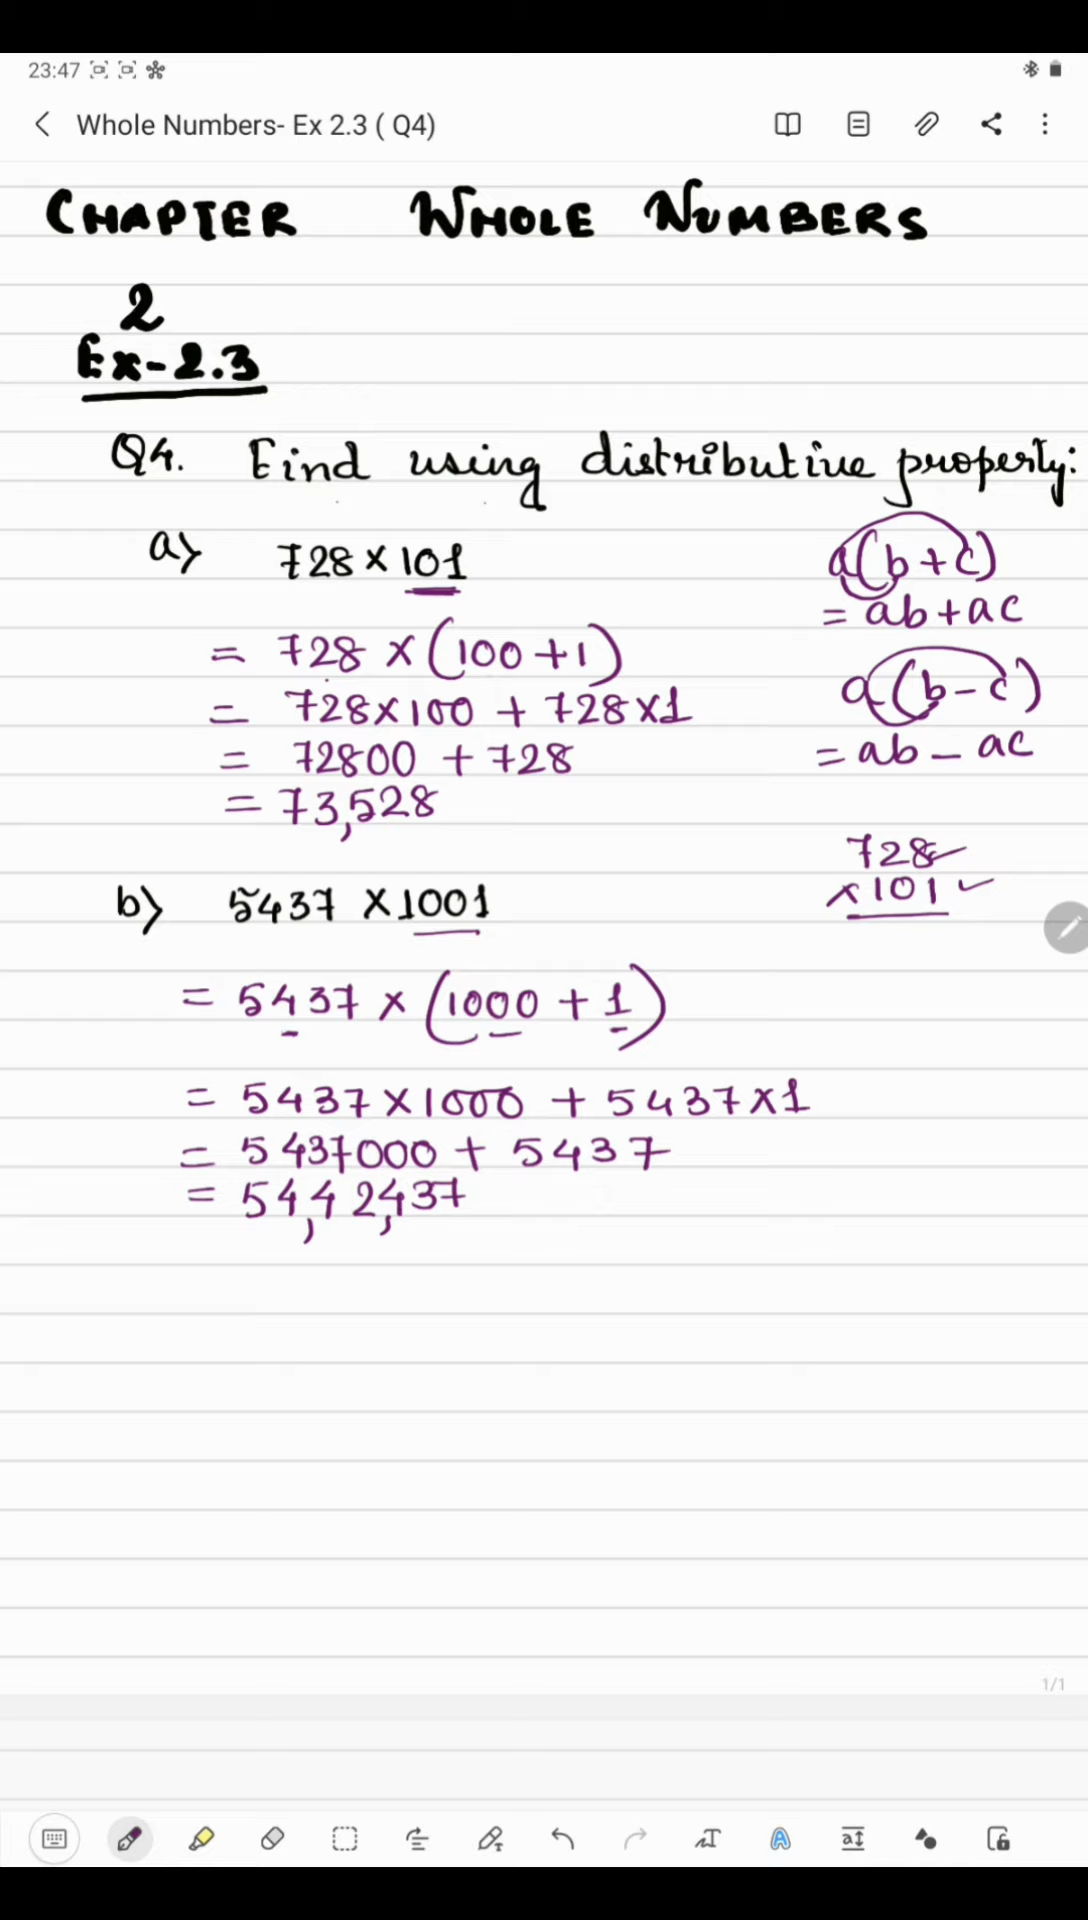 23:47
Whole Numbers- Ex 2.3 ( Q4)
CHAPTER WHOLE NUMBERS
2
Ex-2.3
Q4. Find using distributive property:
a) 728 × 101
= 728 × (100 + 1)
= 728 × 100 + 728 × 1
= 72800 + 728
= 73,528
a(b+c)
= ab + ac
a(b-c)
= ab - ac
728
× 101
b) 5437 × 1001
= 5437 × (1000 + 1)
= 5437 × 1000 + 5437 × 1
= 5437000 + 5437
= 54,42,437
1/1